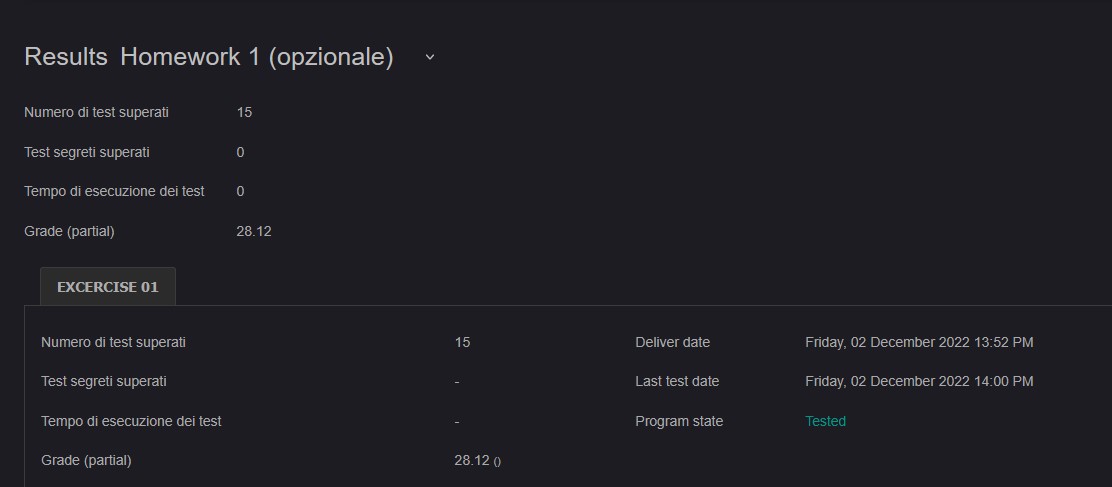 Results Homework 1 (opzionale)
Numero di test superati 15
Test segreti superati 0
Tempo di esecuzione dei test 0
Grade (partial) 28.12
EXCERCISE 01
Numero di test superati 15 Deliver date Friday, 02 December 2022 13:52 PM
Test segreti superati - Last test date Friday, 02 December 2022 14:00 PM
Tempo di esecuzione dei test - Program state Tested
Grade (partial) 28.12 ()